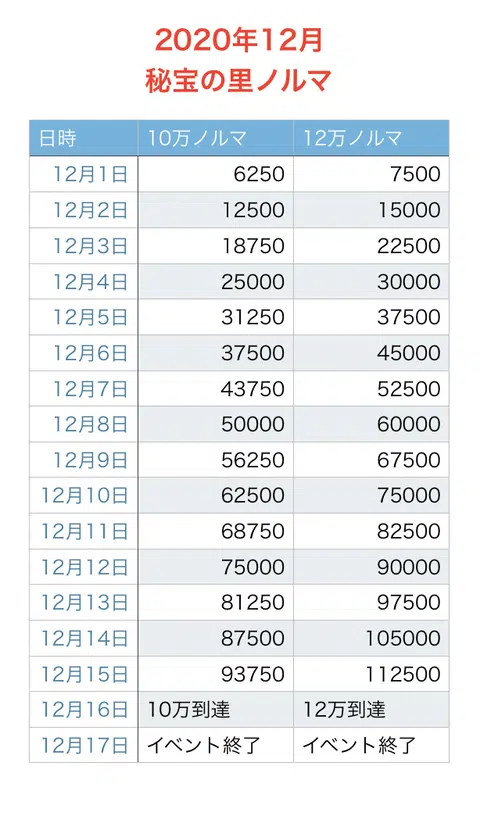 2020年12月
秘宝の里ノルマ
日時 10万ノルマ 12万ノルマ
12月1日 6250 7500
12月2日 12500 15000
12月3日 18750 22500
12月4日 25000 30000
12月5日 31250 37500
12月6日 37500 45000
12月7日 43750 52500
12月8日 50000 60000
12月9日 56250 67500
12月10日 62500 75000
12月11日 68750 82500
12月12日 75000 90000
12月13日 81250 97500
12月14日 87500 105000
12月15日 93750 112500
12月16日 10万到達 12万到達
12月17日 イベント終了 イベント終了